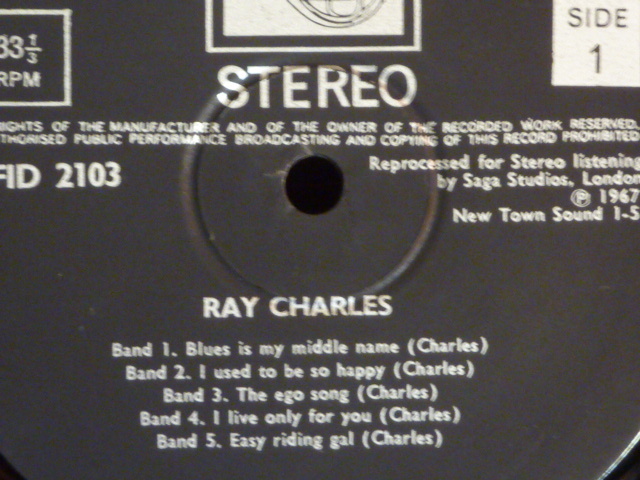 33⅓
RPM
SIDE
1
STEREO
IGHTS OF THE MANUFACTURER AND OF THE OWNER OF THE RECORDED WORK RESERVED.
THORISED PUBLIC PERFORMANCE BROADCASTING AND COPYING OF THIS RECORD PROHIBITED
FID 2103
Reprocessed for Stereo listening
by Saga Studios, London
℗ 1967
New Town Sound 1-5
RAY CHARLES
Band 1. Blues is my middle name (Charles)
Band 2. I used to be so happy (Charles)
Band 3. The ego song (Charles)
Band 4. I live only for you (Charles)
Band 5. Easy riding gal (Charles)